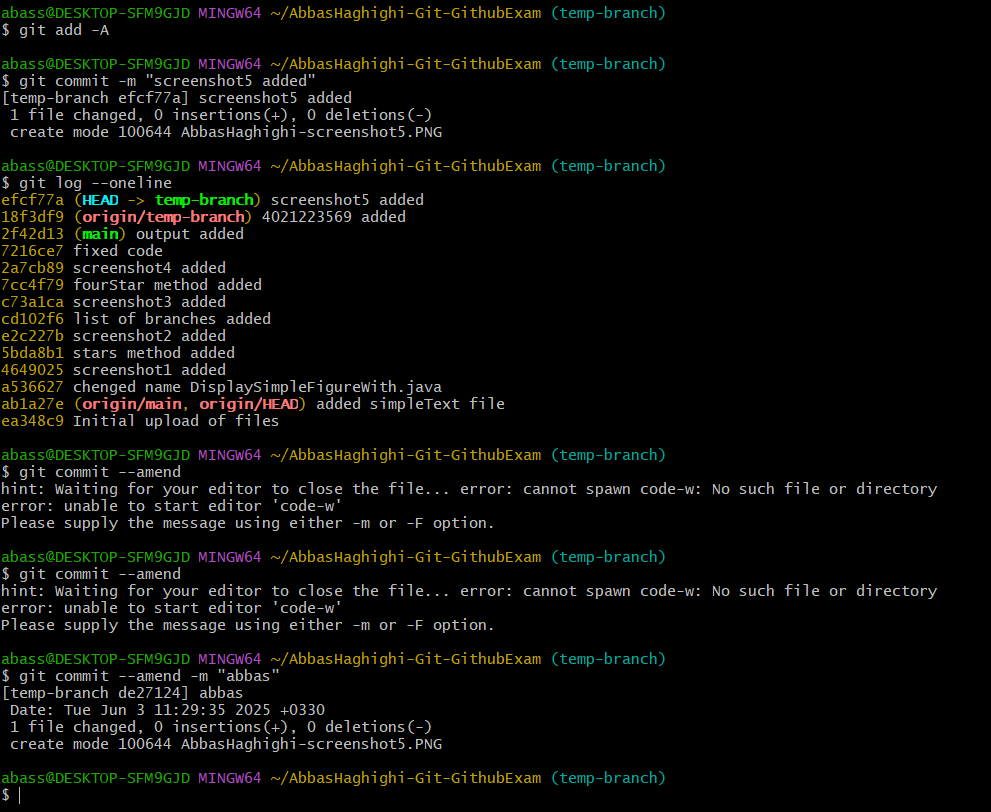 abass@DESKTOP-SFM9GJD MINGW64 ~/AbbasHaghighi-Git-GithubExam (temp-branch)
$ git add -A
abass@DESKTOP-SFM9GJD MINGW64 ~/AbbasHaghighi-Git-GithubExam (temp-branch)
$ git commit -m "screenshot5 added"
[temp-branch efcf77a] screenshot5 added
 1 file changed, 0 insertions(+), 0 deletions(-)
 create mode 100644 AbbasHaghighi-screenshot5.PNG
abass@DESKTOP-SFM9GJD MINGW64 ~/AbbasHaghighi-Git-GithubExam (temp-branch)
$ git log --oneline
efcf77a (HEAD -> temp-branch) screenshot5 added
18f3df9 (origin/temp-branch) 4021223569 added
2f42d13 (main) output added
7216ce7 fixed code
2a7cb89 screenshot4 added
7cc4f79 fourStar method added
c73a1ca screenshot3 added
cd102f6 list of branches added
e2c227b screenshot2 added
5bda8b1 stars method added
4649025 screenshot1 added
a536627 chenged name DisplaySimpleFigureWith.java
ab1a27e (origin/main, origin/HEAD) added simpleText file
ea348c9 Initial upload of files
abass@DESKTOP-SFM9GJD MINGW64 ~/AbbasHaghighi-Git-GithubExam (temp-branch)
$ git commit --amend
hint: Waiting for your editor to close the file... error: cannot spawn code-w: No such file or directory
error: unable to start editor 'code-w'
Please supply the message using either -m or -F option.
abass@DESKTOP-SFM9GJD MINGW64 ~/AbbasHaghighi-Git-GithubExam (temp-branch)
$ git commit --amend
hint: Waiting for your editor to close the file... error: cannot spawn code-w: No such file or directory
error: unable to start editor 'code-w'
Please supply the message using either -m or -F option.
abass@DESKTOP-SFM9GJD MINGW64 ~/AbbasHaghighi-Git-GithubExam (temp-branch)
$ git commit --amend -m "abbas"
[temp-branch de27124] abbas
 Date: Tue Jun 3 11:29:35 2025 +0330
 1 file changed, 0 insertions(+), 0 deletions(-)
 create mode 100644 AbbasHaghighi-screenshot5.PNG
abass@DESKTOP-SFM9GJD MINGW64 ~/AbbasHaghighi-Git-GithubExam (temp-branch)
$